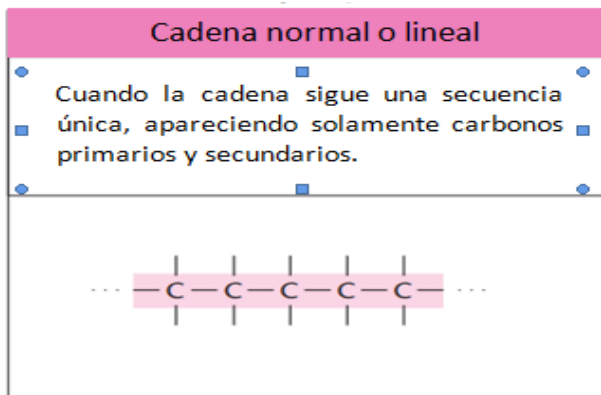 Cadena normal o lineal
Cuando la cadena sigue una secuencia
única, apareciendo solamente carbonos
primarios y secundarios.
··· — C — C — C — C — C — ···